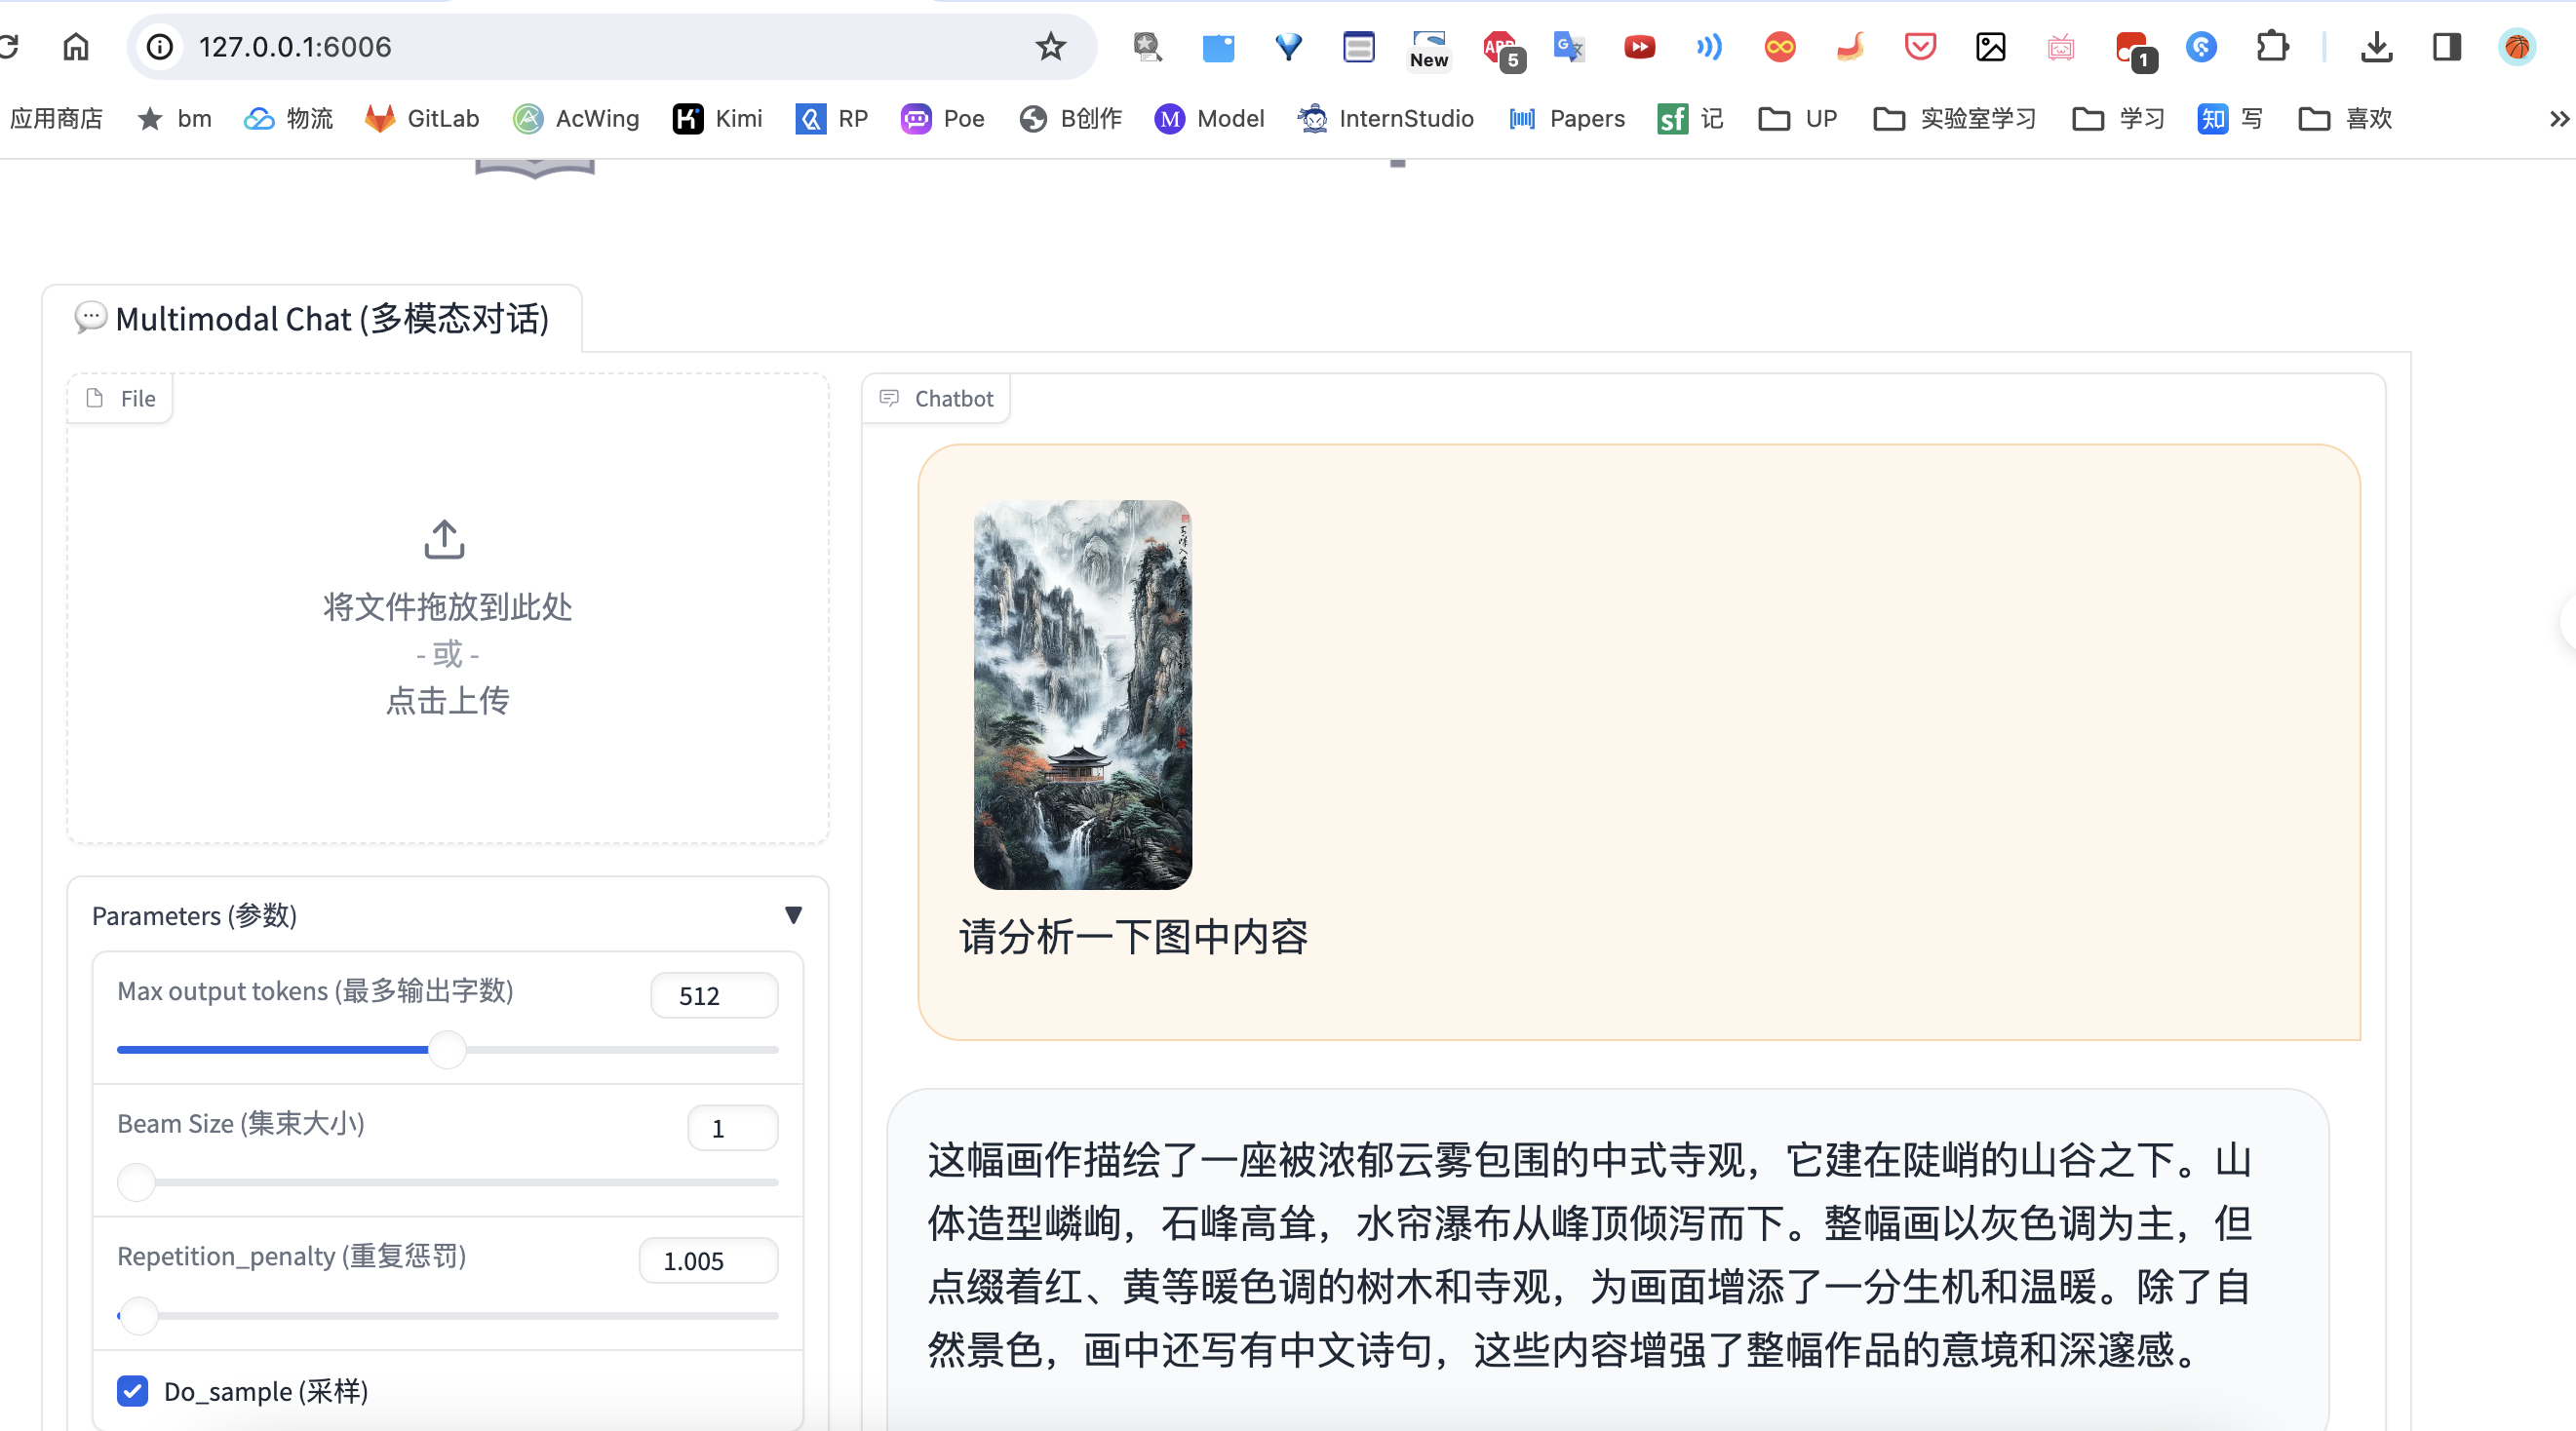 127.0.0.1:6006
New
ABP
5
G
文
1
应用商店
bm
物流
GitLab
AcWing
Kimi
RP
Poe
B创作
M
Model
InternStudio
Papers
sf
记
UP
实验室学习
学习
知
写
喜欢
Multimodal Chat (多模态对话)
File
将文件拖放到此处
- 或 -
点击上传
Parameters (参数)
Max output tokens (最多输出字数)
512
Beam Size (集束大小)
1
Repetition_penalty (重复惩罚)
1.005
Do_sample (采样)
Chatbot
请分析一下图中内容
这幅画作描绘了一座被浓郁云雾包围的中式寺观，它建在陡峭的山谷之下。山
体造型嶙峋，石峰高耸，水帘瀑布从峰顶倾泻而下。整幅画以灰色调为主，但
点缀着红、黄等暖色调的树木和寺观，为画面增添了一分生机和温暖。除了自
然景色，画中还写有中文诗句，这些内容增强了整幅作品的意境和深邃感。